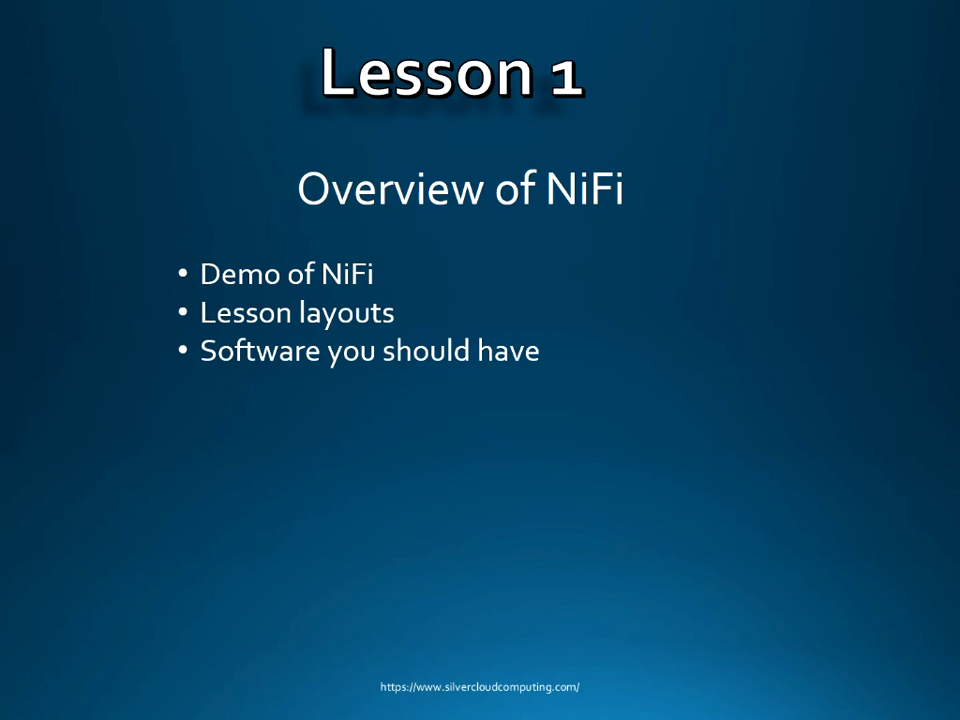 Lesson 1
Overview of NiFi
• Demo of NiFi
• Lesson layouts
• Software you should have
https://www.silvercloudcomputing.com/